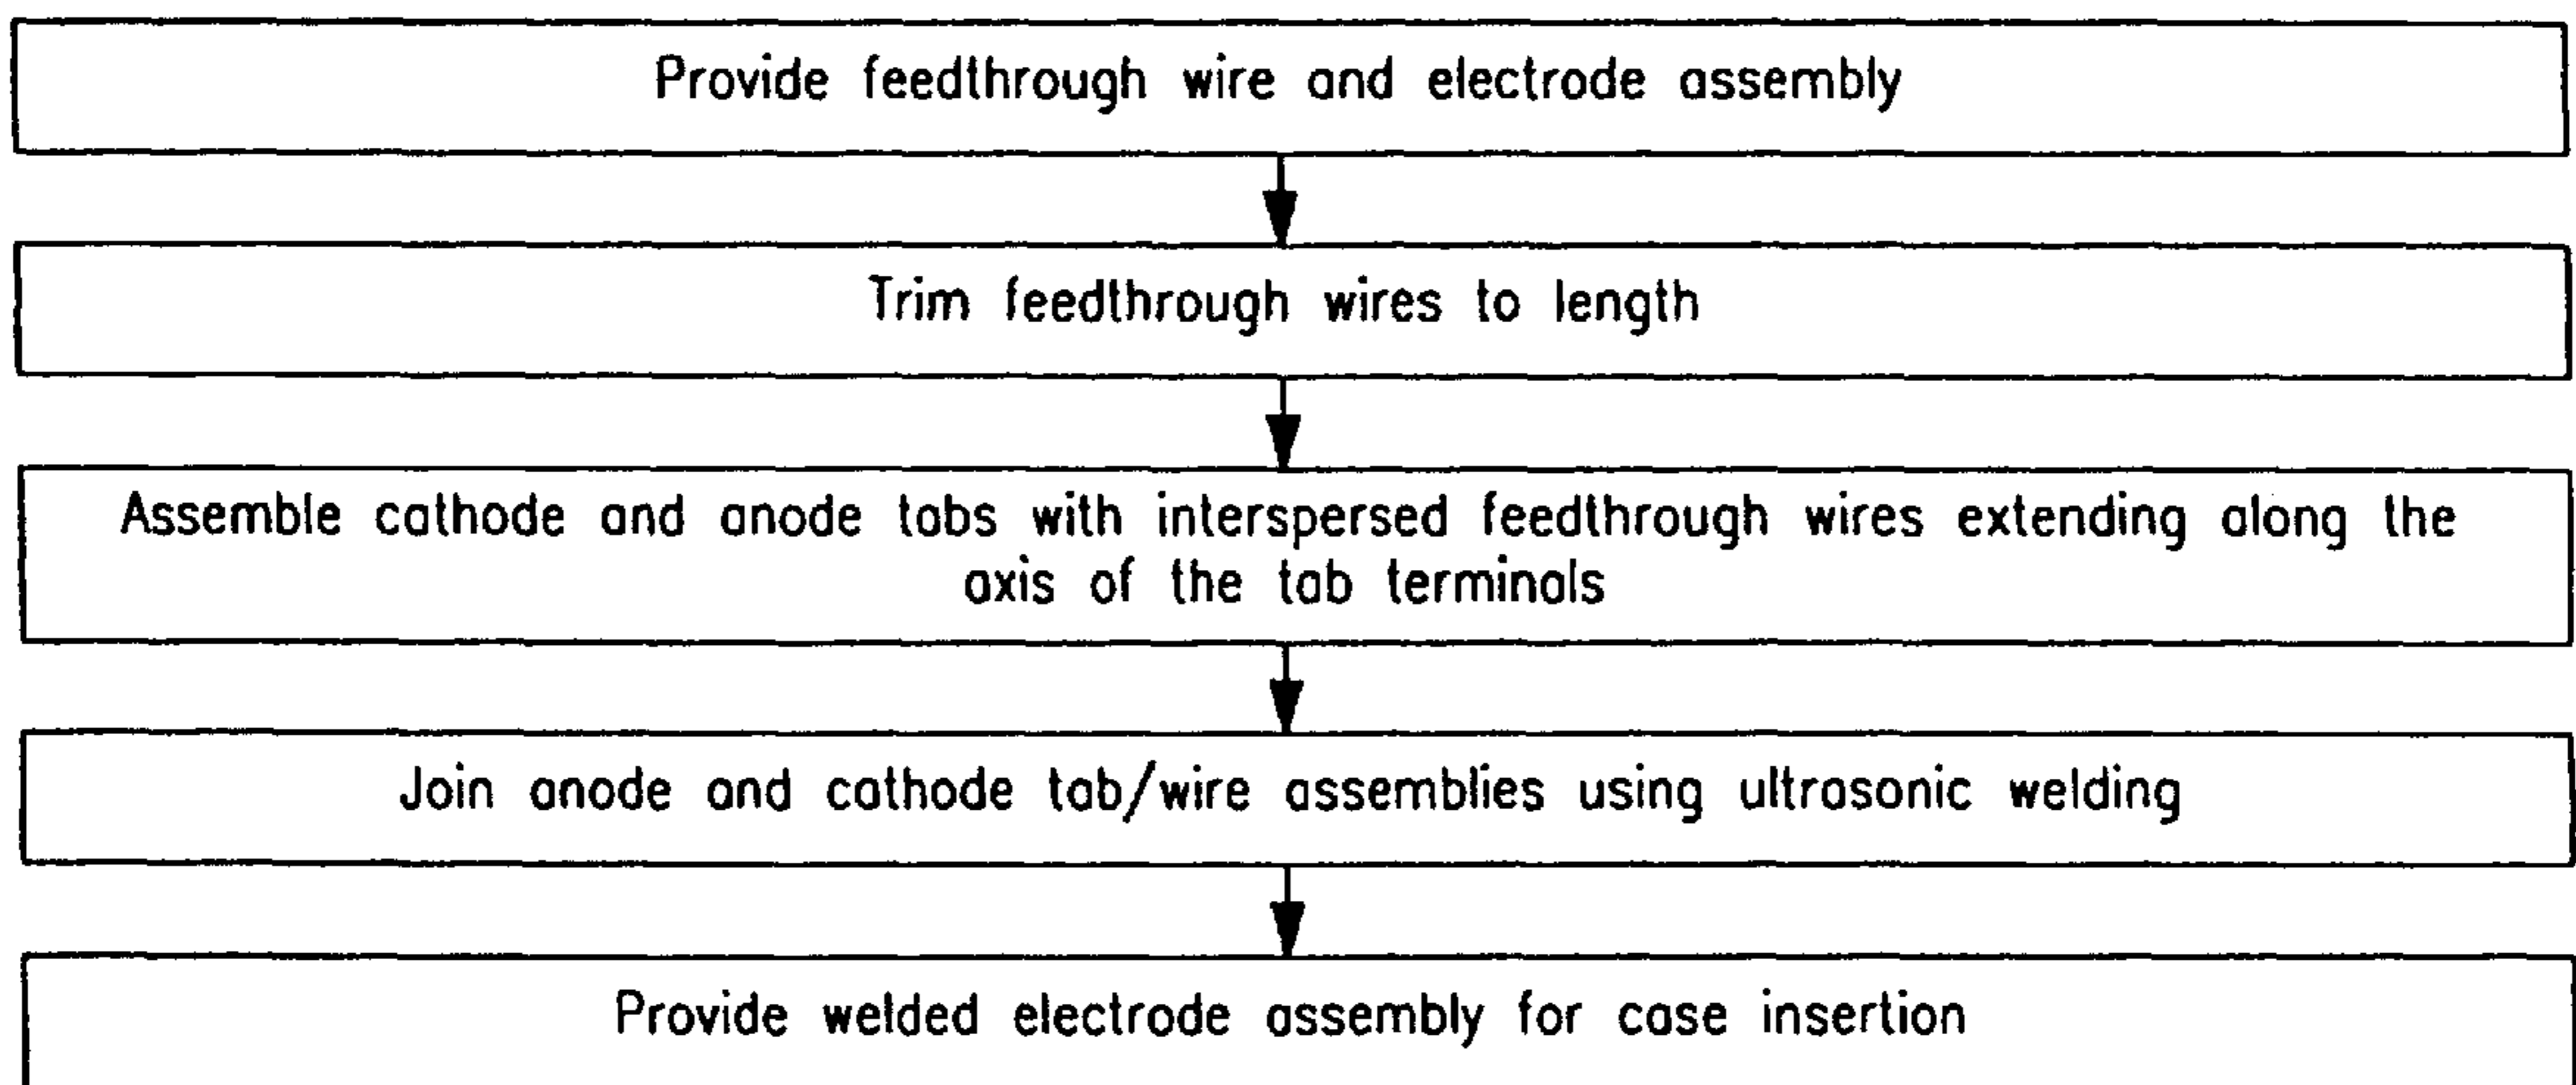 Provide feedthrough wire and electrode assembly
Trim feedthrough wires to length
Assemble cathode and anode tabs with interspersed feedthrough wires extending along the
axis of the tab terminals
Join anode and cathode tab/wire assemblies using ultrasonic welding
Provide welded electrode assembly for case insertion